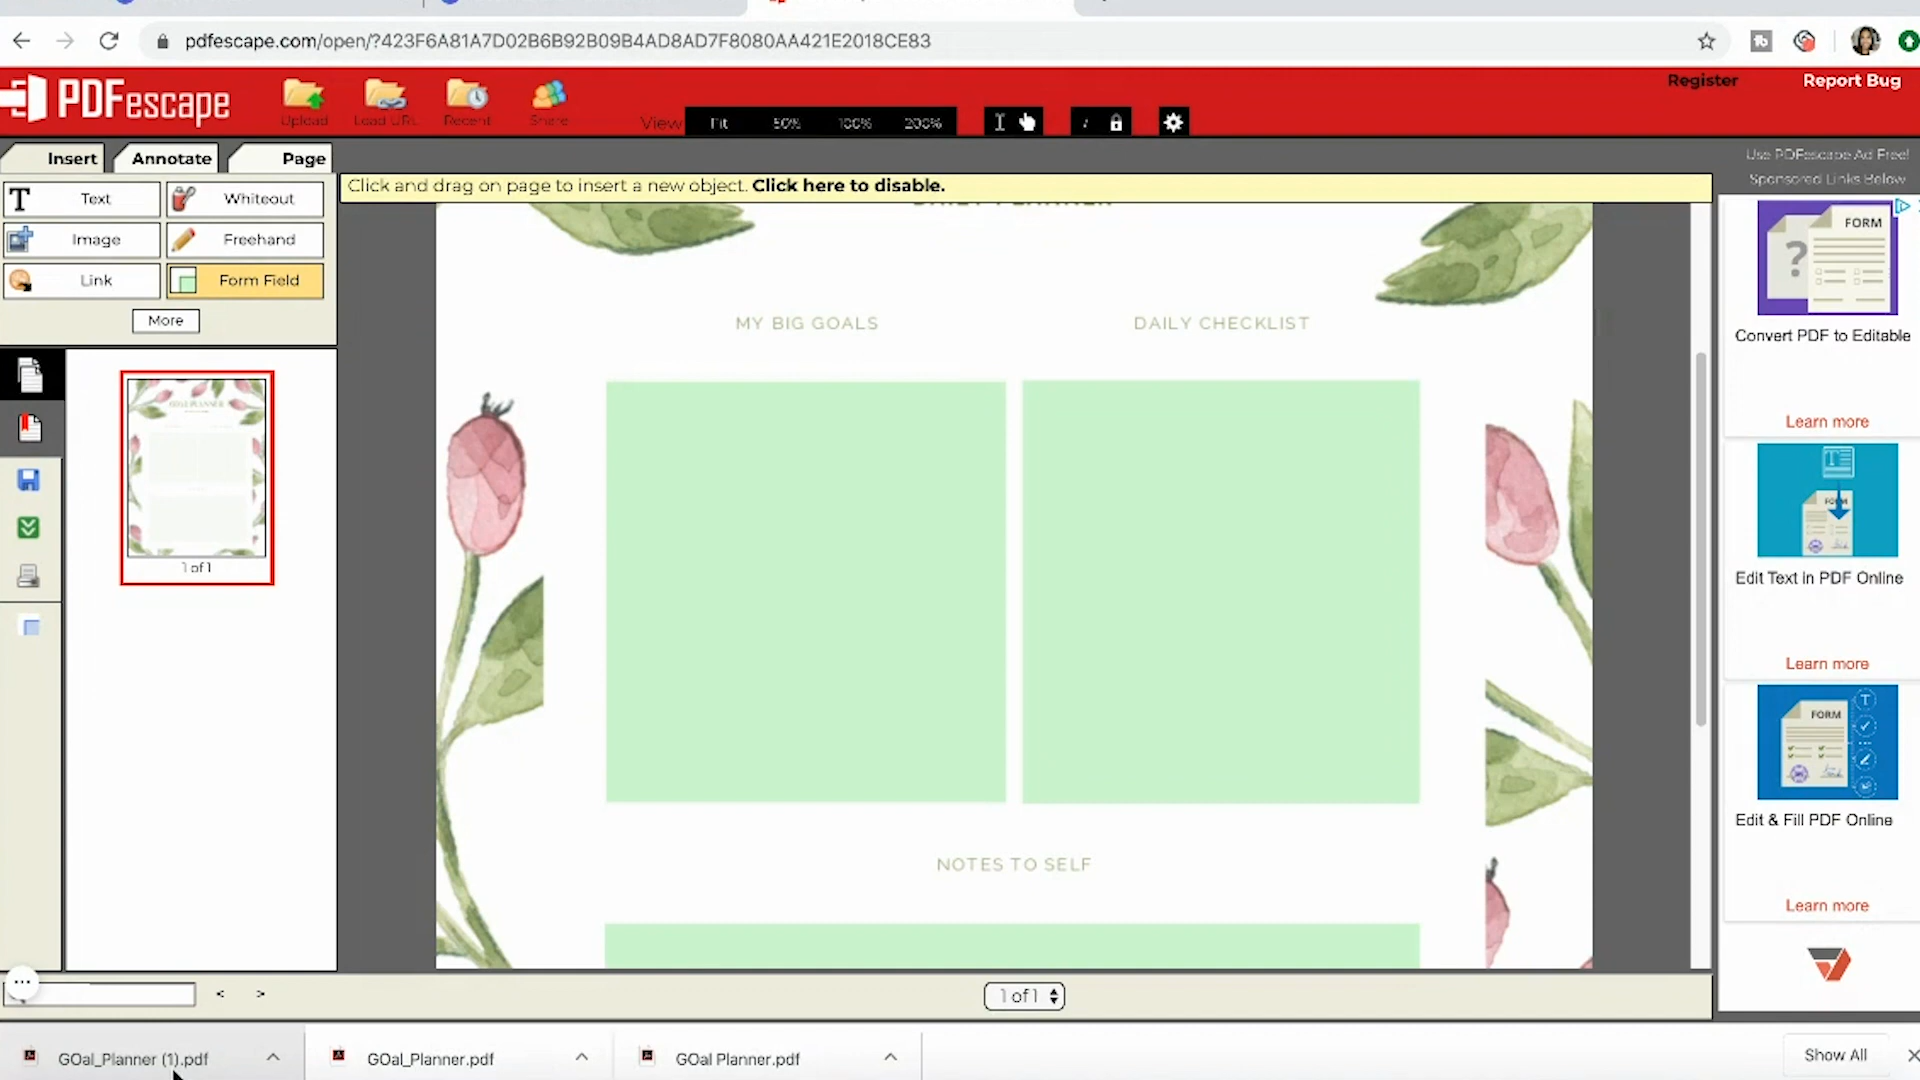 pdfescape.com/open/?423F6A81A7D02B6B92B09B4AD8AD7F8080AA421E2018CE83
PDFescape
Upload
Load URL
Recent
Share
View
Fit
50%
100%
200%
Register
Report Bug
Insert
Annotate
Page
Use PDFescape Ad Free!
Sponsored Links Below
Text
Whiteout
Image
Freehand
Link
Form Field
More
Click and drag on page to insert a new object. Click here to disable.
MY BIG GOALS
DAILY CHECKLIST
NOTES TO SELF
1 of 1
FORM
Convert PDF to Editable
Learn more
FORM
Edit Text in PDF Online
Learn more
FORM
Edit & Fill PDF Online
Learn more
< >
1 of 1
GOal_Planner (1).pdf
GOal_Planner.pdf
GOal Planner.pdf
Show All